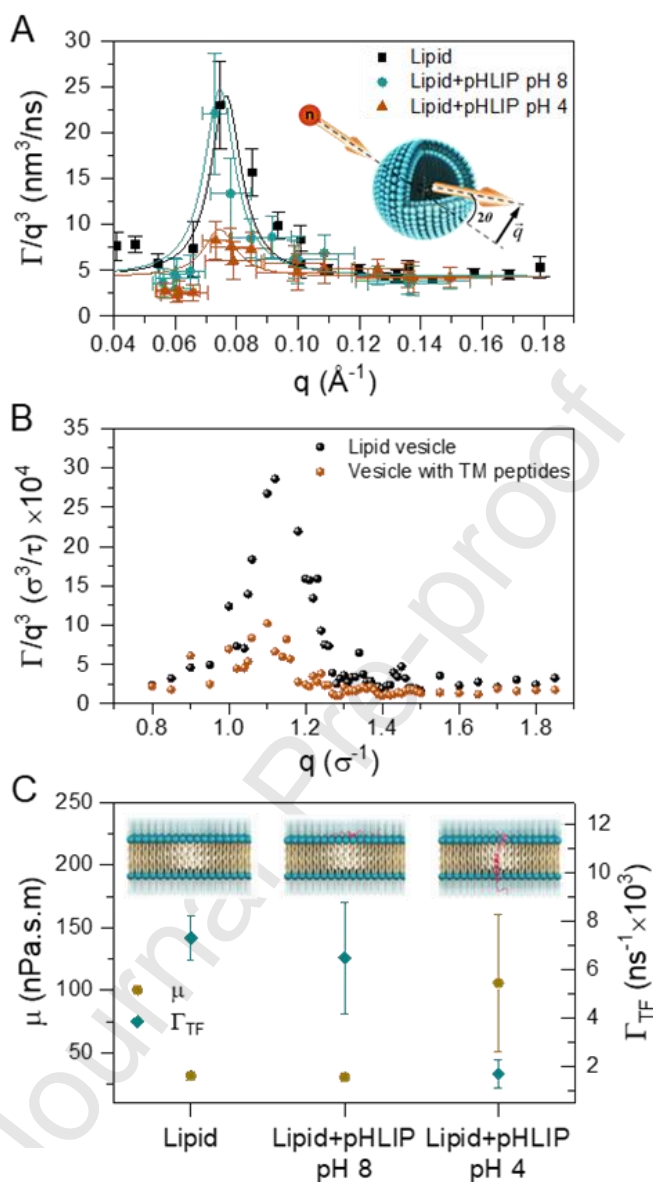 A
30
25
20
15
10
5
0
Γ/q³ (nm³/ns)
Lipid
Lipid+pHLIP pH 8
Lipid+pHLIP pH 4
n
2θ
q⃗
0.04 0.06 0.08 0.10 0.12 0.14 0.16 0.18
q (Å⁻¹)
B
35
30
25
20
15
10
5
0
Γ/q³ (σ³/τ) ×10⁴
Lipid vesicle
Vesicle with TM peptides
0.8 1.0 1.2 1.4 1.6 1.8
q (σ⁻¹)
C
250
200
150
100
50
μ (nPa.s.m)
μ
Γ_TF
12
10
8
6
4
2
Γ_TF (ns⁻¹×10³)
Lipid Lipid+pHLIP Lipid+pHLIP
pH 8 pH 4
Journal Pre-proof